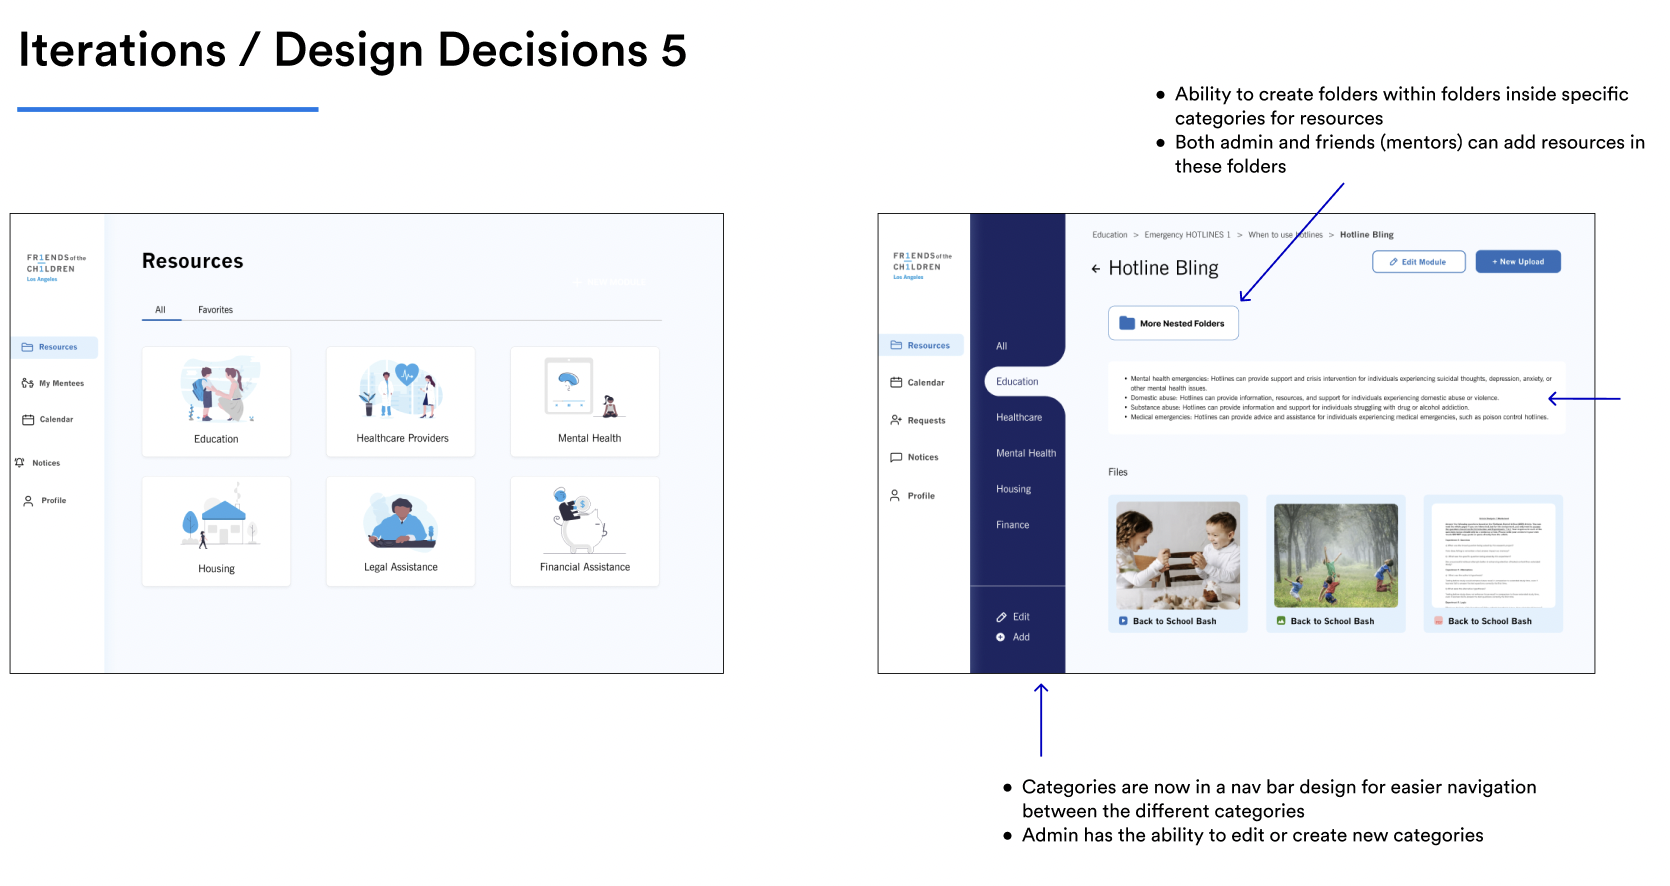 Iterations / Design Decisions 5
● Ability to create folders within folders inside specific
categories for resources
● Both admin and friends (mentors) can add resources in
these folders
FR1ENDS of the
CH1LDREN
Los Angeles
Resources
My Mentees
Calendar
Notices
Profile
Resources
All
Favorites
Education
Healthcare Providers
Mental Health
Housing
Legal Assistance
Financial Assistance
FR1ENDS of the
CH1LDREN
Los Angeles
Resources
Calendar
Requests
Notices
Profile
All
Education
Healthcare
Mental Health
Housing
Finance
Edit
Add
Education > Emergency HOTLINES 1 > When to use hotlines > Hotline Bling
← Hotline Bling
Edit Module
+ New Upload
More Nested Folders
• Mental health emergencies: Hotlines can provide support and crisis intervention for individuals experiencing suicidal thoughts, depression, anxiety, or
other mental health issues.
• Domestic abuse: Hotlines can provide information, resources, and support for individuals experiencing domestic abuse or violence.
• Substance abuse: Hotlines can provide information and support for individuals struggling with drug or alcohol addiction.
• Medical emergencies: Hotlines can provide advice and assistance for individuals experiencing medical emergencies, such as poison control hotlines.
Files
Back to School Bash
Back to School Bash
Back to School Bash
● Categories are now in a nav bar design for easier navigation
between the different categories
● Admin has the ability to edit or create new categories